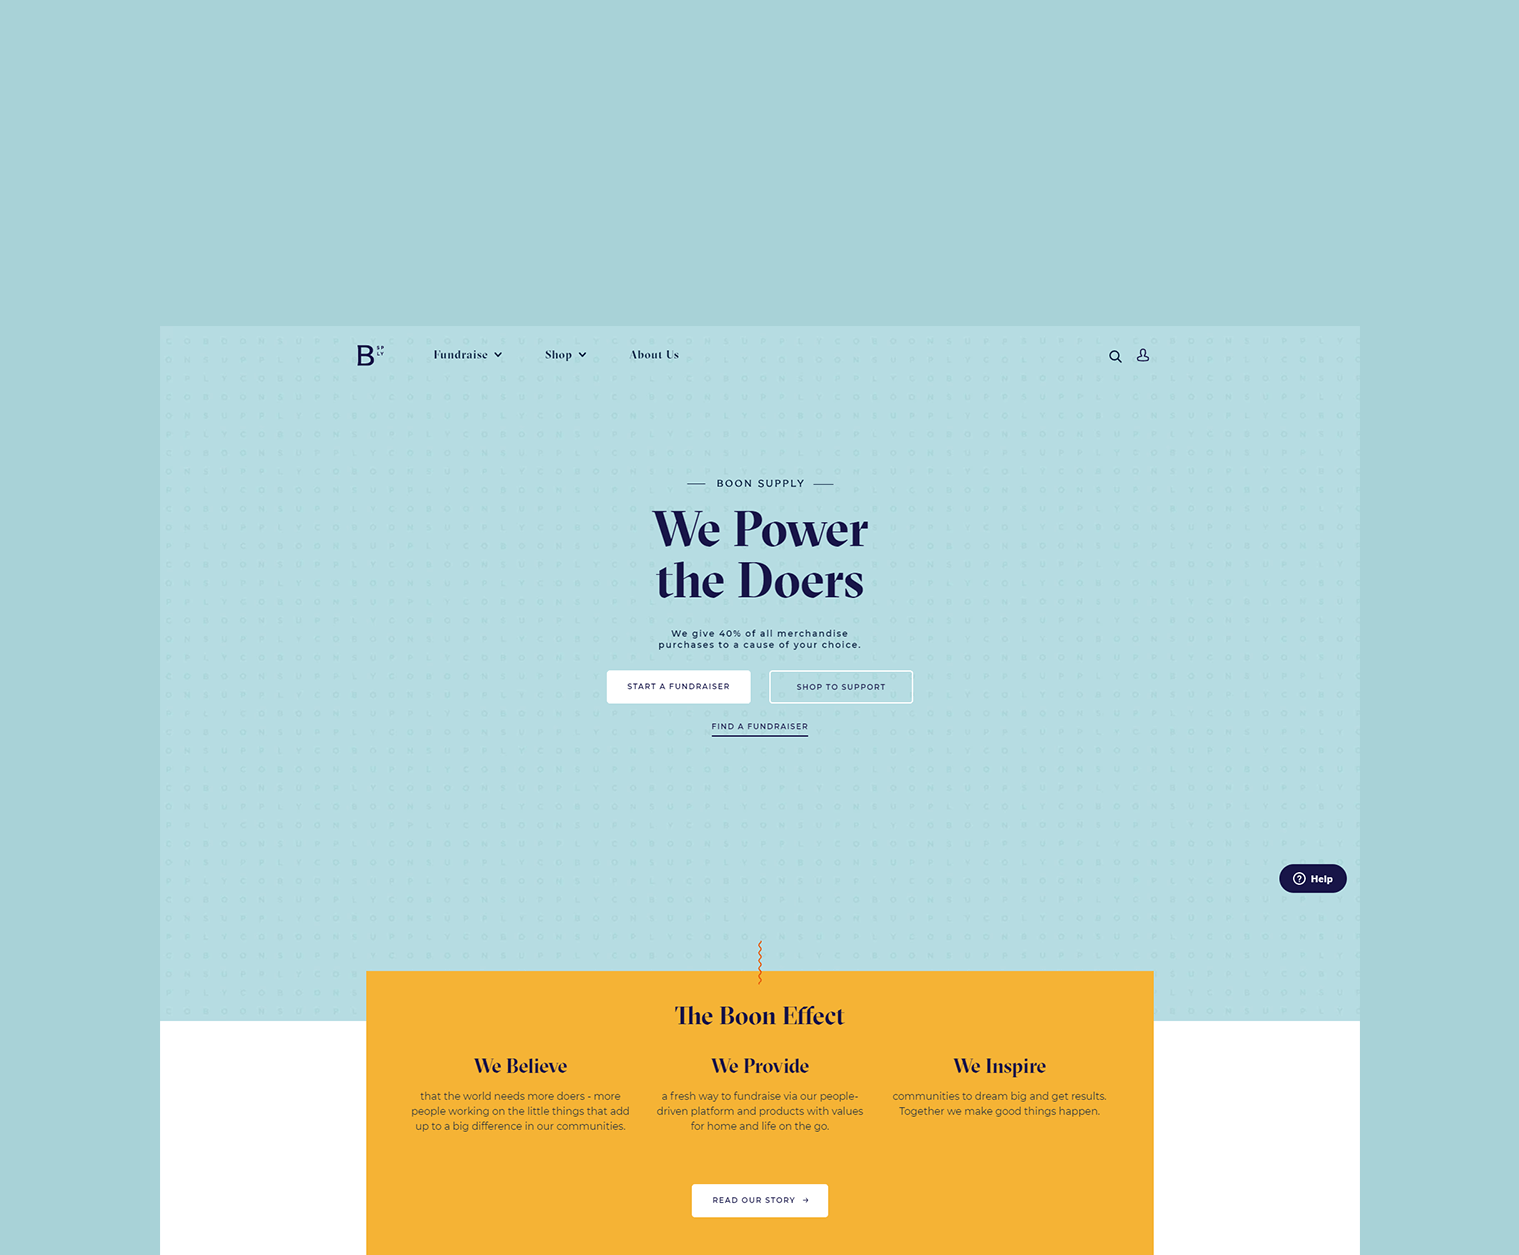 B SP LY
Fundraise
Shop
About Us
BOON SUPPLY
We Power
the Doers
We give 40% of all merchandise
purchases to a cause of your choice.
START A FUNDRAISER
SHOP TO SUPPORT
FIND A FUNDRAISER
Help
The Boon Effect
We Believe
that the world needs more doers - more
people working on the little things that add
up to a big difference in our communities.
We Provide
a fresh way to fundraise via our people-
driven platform and products with values
for home and life on the go.
We Inspire
communities to dream big and get results.
Together we make good things happen.
READ OUR STORY →